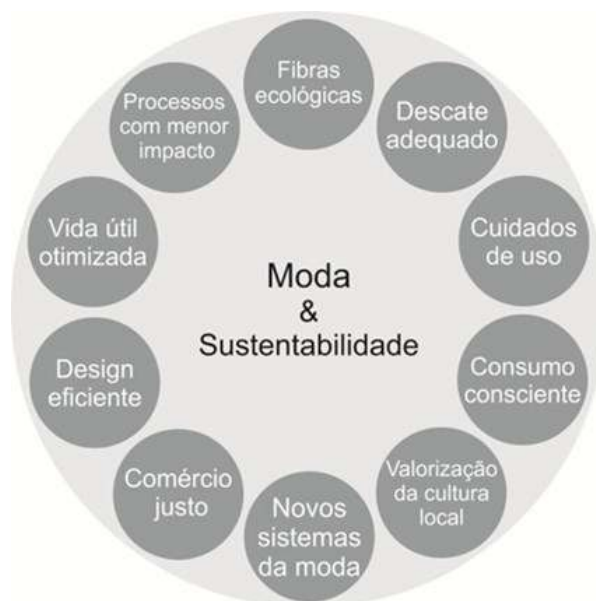 Fibras
ecológicas
Descate
adequado
Cuidados
de uso
Consumo
consciente
Valorização
da cultura
local
Novos
sistemas
da moda
Comércio
justo
Design
eficiente
Vida útil
otimizada
Processos
com menor
impacto
Moda
&
Sustentabilidade